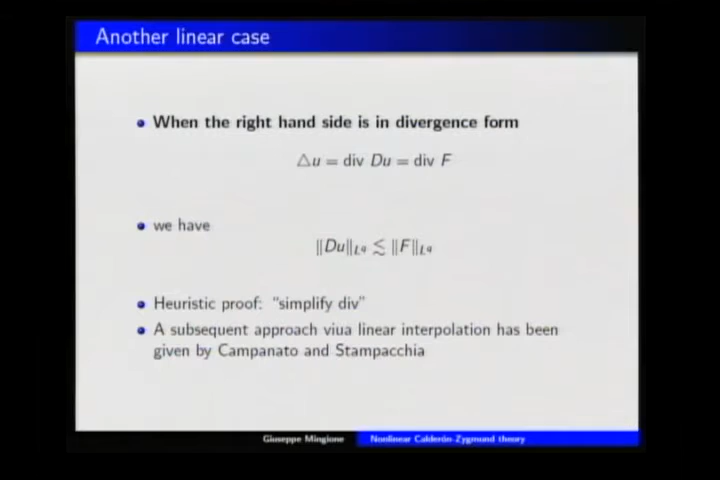 Another linear case
When the right hand side is in divergence form
△u = div Du = div F
we have
‖Du‖_{L^q} ≲ ‖F‖_{L^q}
Heuristic proof: "simplify div"
A subsequent approach viua linear interpolation has been
given by Campanato and Stampacchia
Giuseppe Mingione Nonlinear Calderón-Zygmund theory